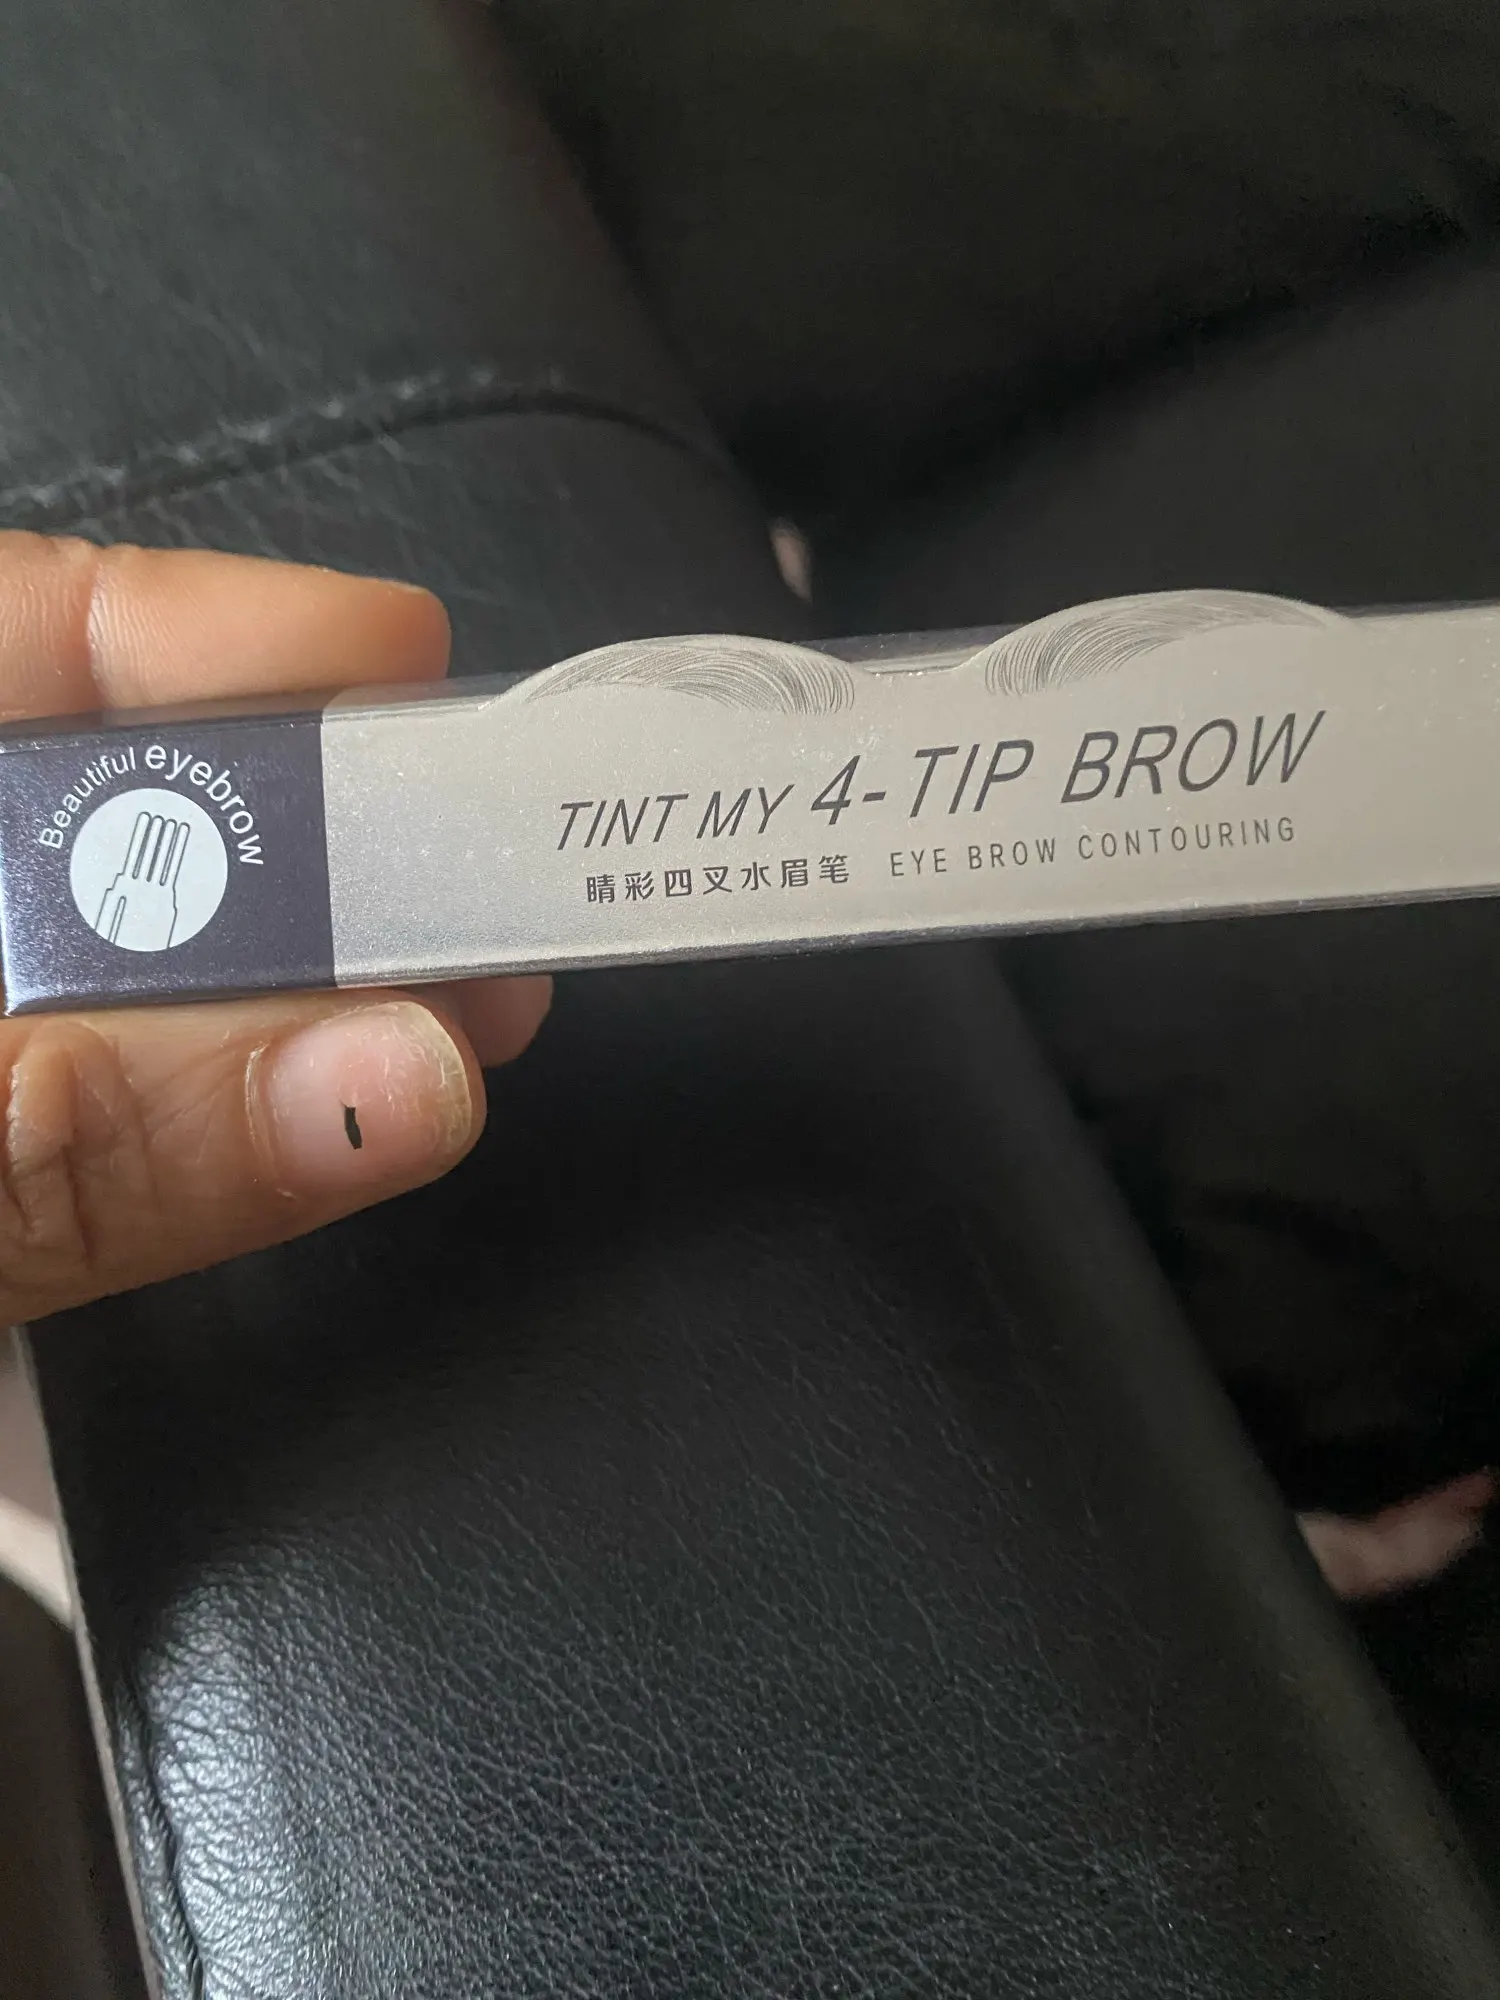 Beautiful eyebrow
TINT MY 4-TIP BROW
睛彩四叉水眉笔 EYE BROW CONTOURING